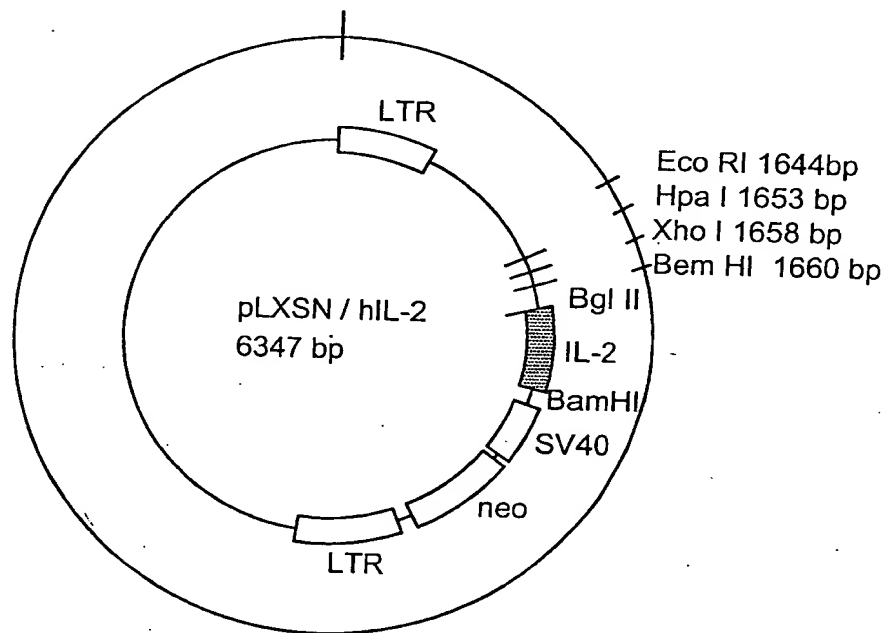 LTR
Eco RI 1644bp
Hpa I 1653 bp
Xho I 1658 bp
Bem HI 1660 bp
Bgl II
pLXSN / hIL-2
6347 bp
IL-2
BamHI
SV40
neo
LTR